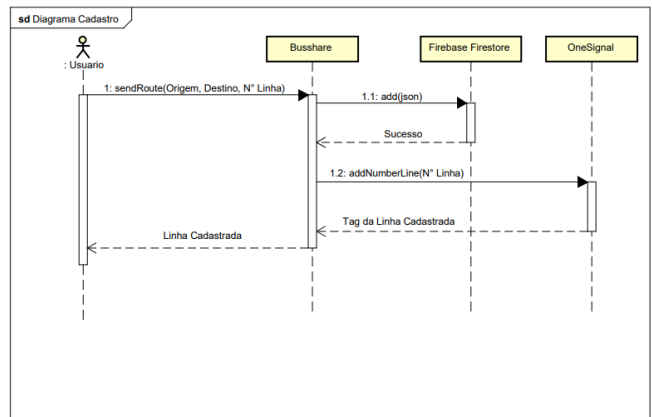 sd Diagrama Cadastro
: Usuario
Busshare
Firebase Firestore
OneSignal
1: sendRoute(Origem, Destino, N° Linha)
1.1: add(json)
Sucesso
1.2: addNumberLine(N° Linha)
Tag da Linha Cadastrada
Linha Cadastrada